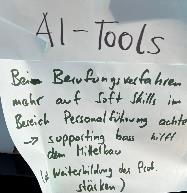 AI-Tools
Beim Berufungsverfahren
mehr auf Soft Skills im
Bereich Personalführung achten
→ supporting boss hilft
dem Mittelbau
(↓ Weiterbildung des Prof.
stärken)